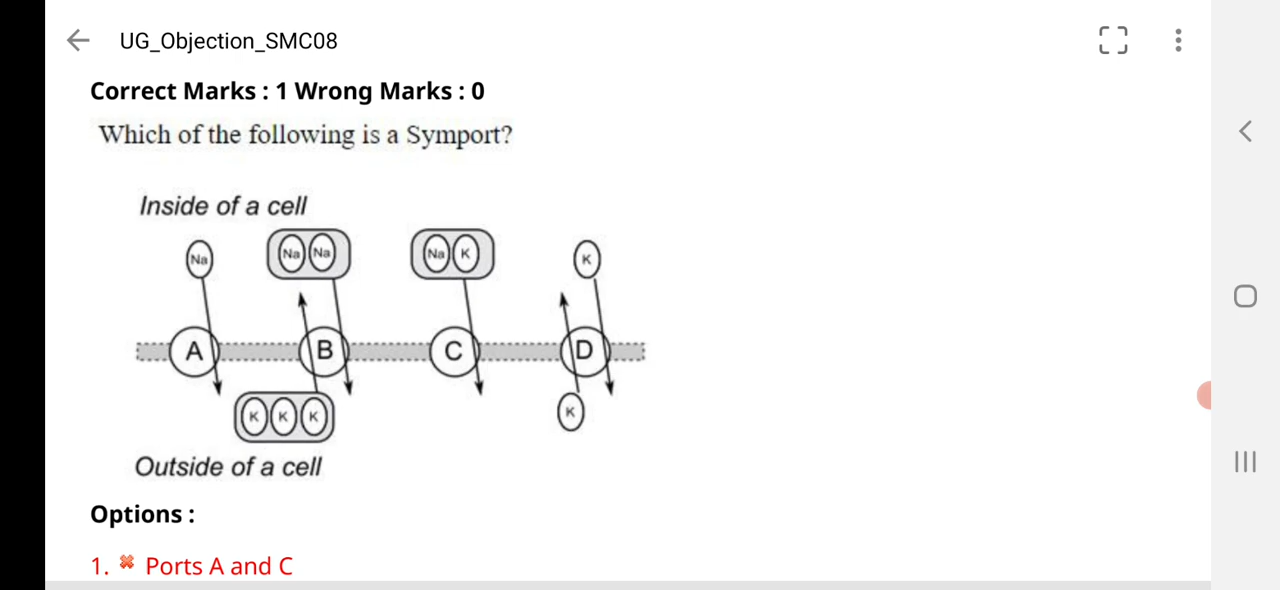 UG_Objection_SMC08
Correct Marks : 1 Wrong Marks : 0
Which of the following is a Symport?
Inside of a cell
Na
Na Na
Na K
K
A
B
C
D
K K K
K
Outside of a cell
Options :
1. Ports A and C